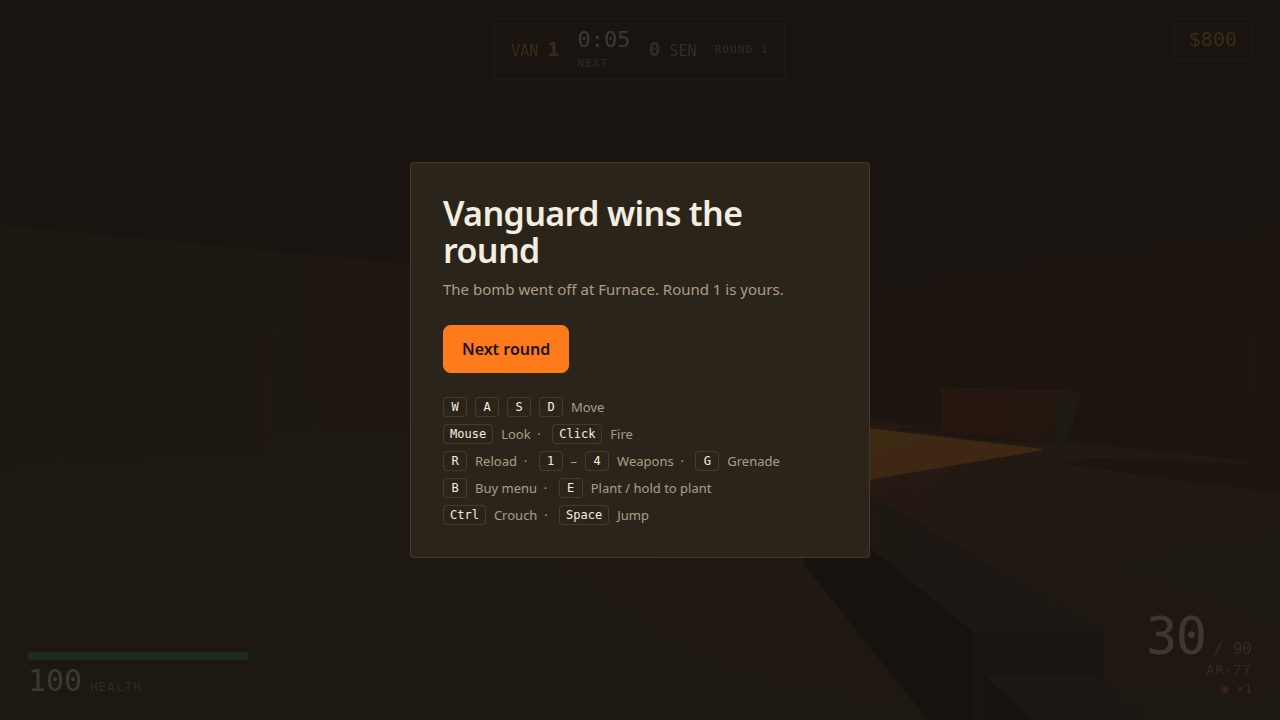 VAN 1 0:05 0 SEN ROUND 1
NEXT
$800
Vanguard wins the
round
The bomb went off at Furnace. Round 1 is yours.
Next round
W A S D Move
Mouse Look · Click Fire
R Reload · 1 – 4 Weapons · G Grenade
B Buy menu · E Plant / hold to plant
Ctrl Crouch · Space Jump
100 HEALTH
30 / 90
AR-77
×1